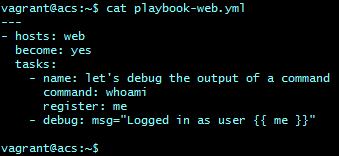 vagrant@acs:~$ cat playbook-web.yml
---
- hosts: web
  become: yes
  tasks:
    - name: let's debug the output of a command
      command: whoami
      register: me
    - debug: msg="Logged in as user {{ me }}"
vagrant@acs:~$